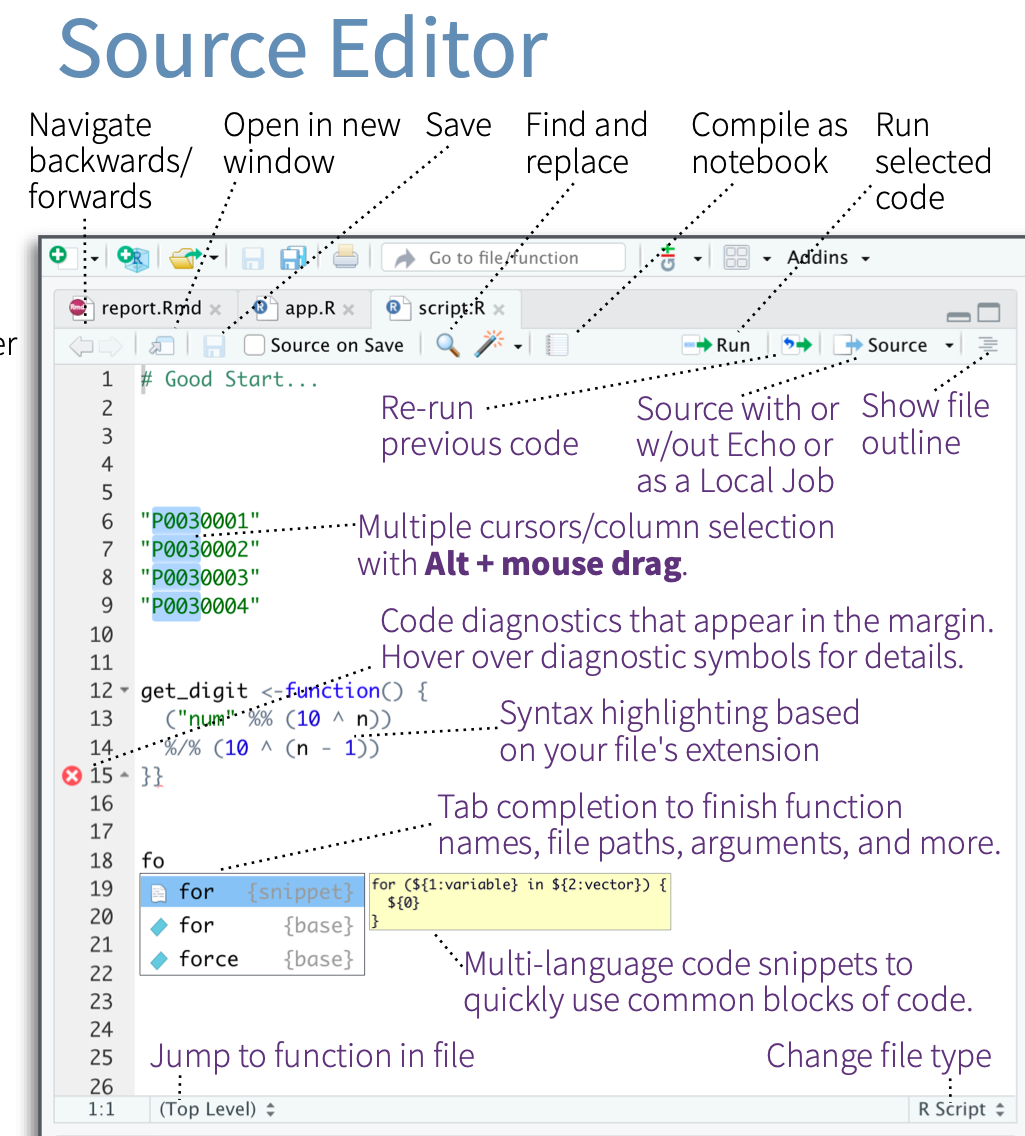 Source Editor
Navigate
backwards/
forwards
Open in new
window
Save
Find and
replace
Compile as
notebook
Run
selected
code
Go to file/function
Addins
report.Rmd
app.R
script.R
er
Source on Save
Run
Source
1 # Good Start...
2
3
4
5
Re-run
previous code
Source with or
w/out Echo or
as a Local Job
Show file
outline
6 "P0030001"
7 "P0030002"
8 "P0030003"
9 "P0030004"
Multiple cursors/column selection
with Alt + mouse drag.
10
11
Code diagnostics that appear in the margin.
Hover over diagnostic symbols for details.
12 get_digit <-function() {
13 ("num" %% (10 ^ n))
14 %/% (10 ^ (n - 1))
15 }}
Syntax highlighting based
on your file's extension
16
17
Tab completion to finish function
names, file paths, arguments, and more.
18 fo
19
20
21
22
23
24
25
26
for {snippet}
for {base}
force {base}
for (${1:variable} in ${2:vector}) {
${0}
}
Multi-language code snippets to
quickly use common blocks of code.
Jump to function in file
Change file type
1:1
(Top Level)
R Script